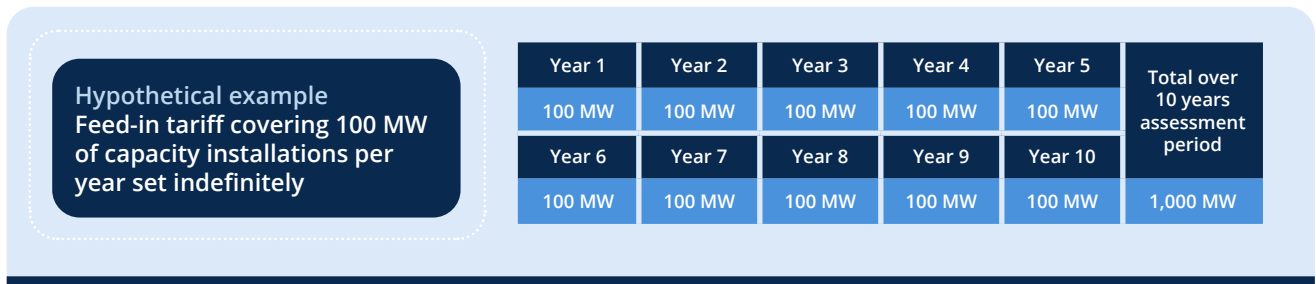 Hypothetical example
Feed-in tariff covering 100 MW
of capacity installations per
year set indefinitely
Year 1 Year 2 Year 3 Year 4 Year 5
100 MW 100 MW 100 MW 100 MW 100 MW
Year 6 Year 7 Year 8 Year 9 Year 10
100 MW 100 MW 100 MW 100 MW 100 MW
Total over
10 years
assessment
period
1,000 MW